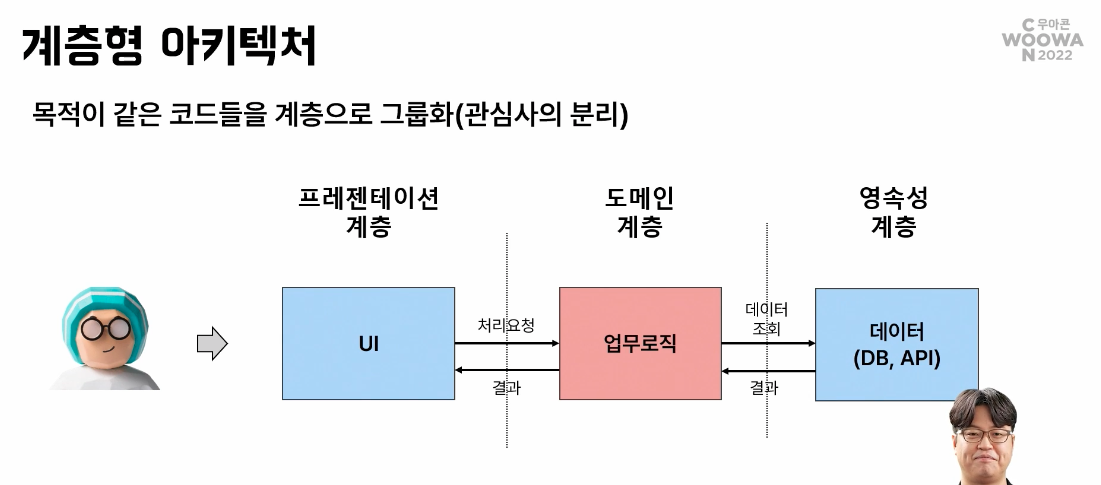 계층형 아키텍처
C 우마콘
WOOWA
N 2022
목적이 같은 코드들을 계층으로 그룹화(관심사의 분리)
프레젠테이션
계층
도메인
계층
영속성
계층
UI
처리요청
결과
업무로직
데이터
조회
결과
데이터
(DB, API)